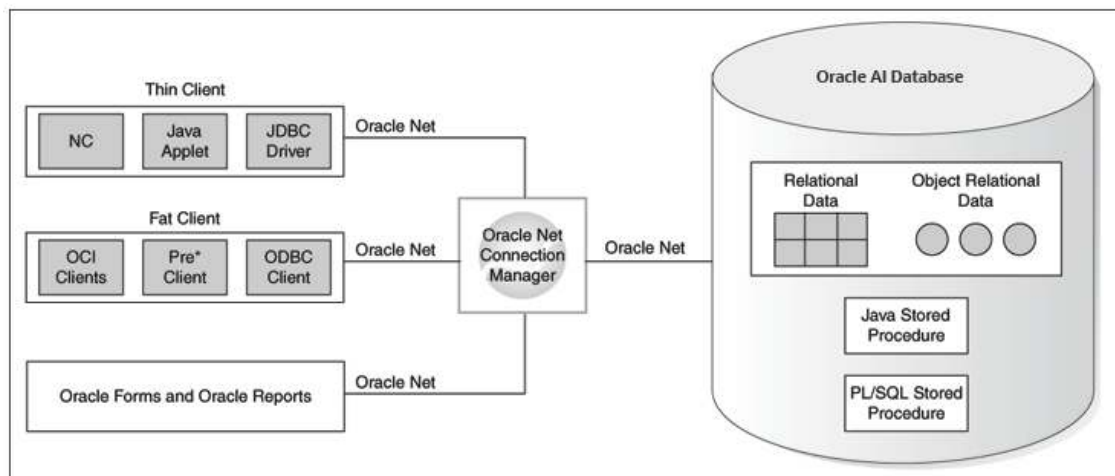 Thin Client
NC
Java
Applet
JDBC
Driver
Oracle Net
Fat Client
OCI
Clients
Pre*
Client
ODBC
Client
Oracle Net
Oracle Forms and Oracle Reports
Oracle Net
Oracle Net
Connection
Manager
Oracle Net
Oracle AI Database
Relational
Data
Object Relational
Data
Java Stored
Procedure
PL/SQL Stored
Procedure